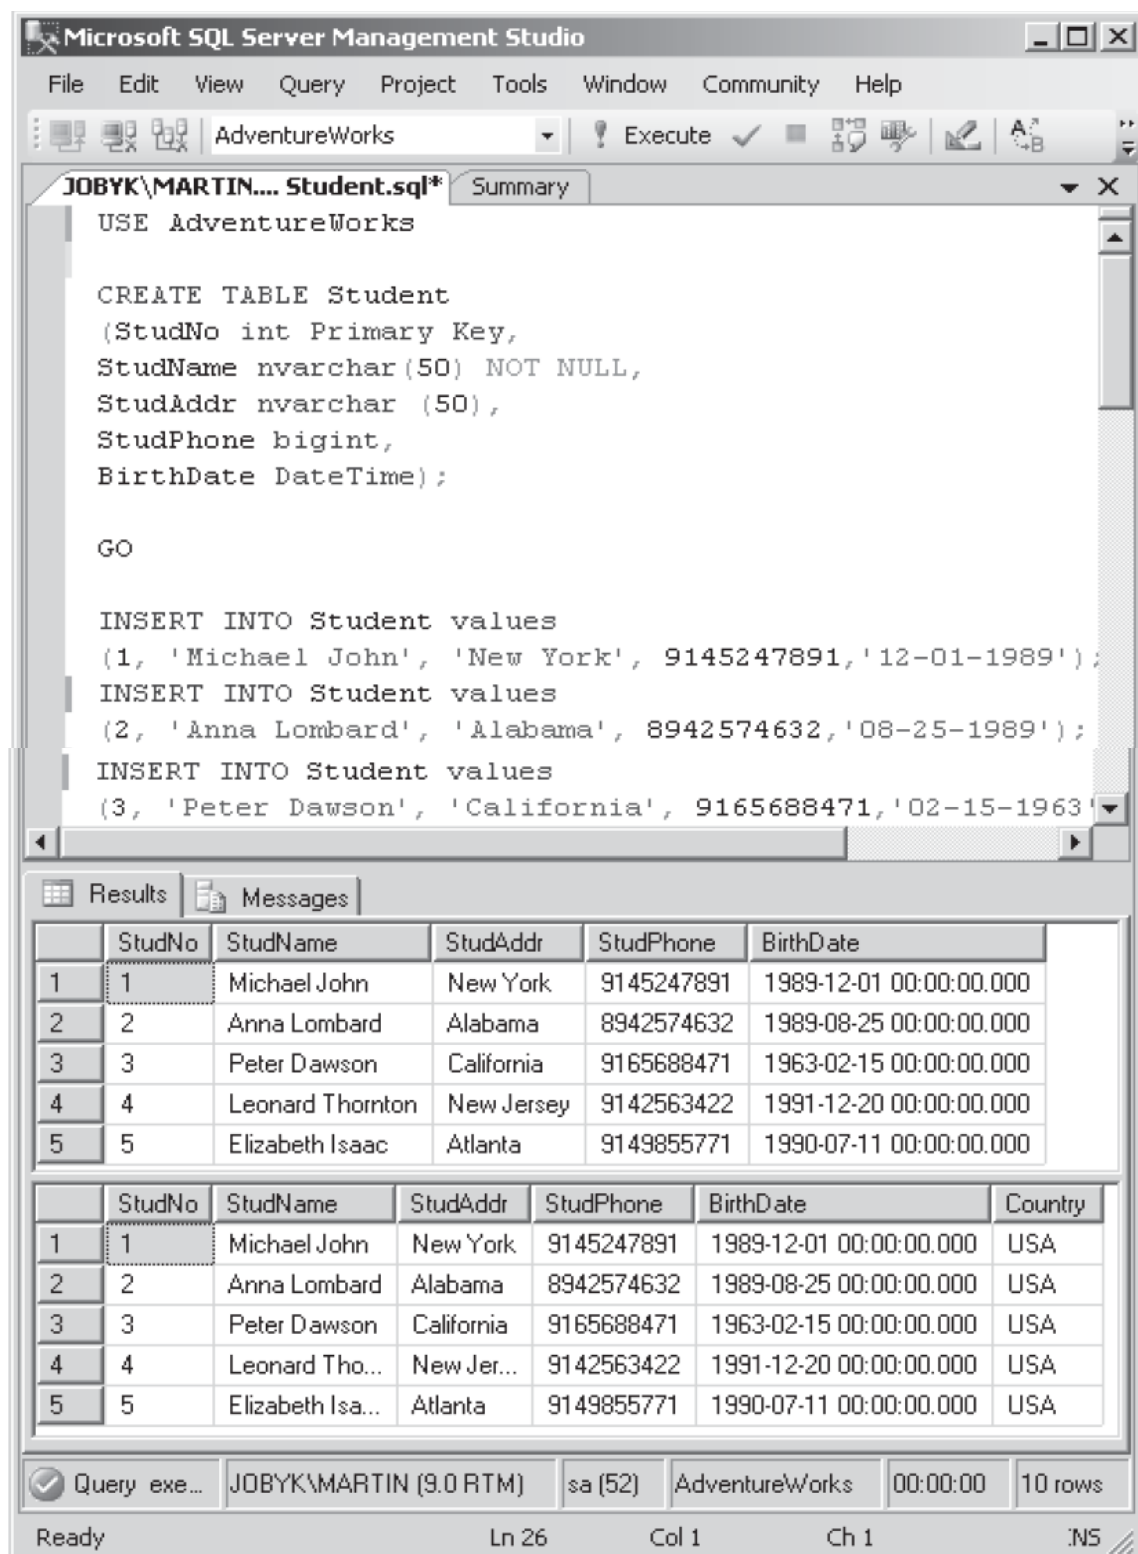 Microsoft SQL Server Management Studio
File Edit View Query Project Tools Window Community Help
AdventureWorks Execute
JOBYK\MARTIN.... Student.sql* Summary
USE AdventureWorks
CREATE TABLE Student
(StudNo int Primary Key,
StudName nvarchar(50) NOT NULL,
StudAddr nvarchar (50),
StudPhone bigint,
BirthDate DateTime);
GO
INSERT INTO Student values
(1, 'Michael John', 'New York', 9145247891,'12-01-1989');
INSERT INTO Student values
(2, 'Anna Lombard', 'Alabama', 8942574632,'08-25-1989');
INSERT INTO Student values
(3, 'Peter Dawson', 'California', 9165688471,'02-15-1963'
Results Messages
StudNo StudName StudAddr StudPhone BirthDate
1 1 Michael John New York 9145247891 1989-12-01 00:00:00.000
2 2 Anna Lombard Alabama 8942574632 1989-08-25 00:00:00.000
3 3 Peter Dawson California 9165688471 1963-02-15 00:00:00.000
4 4 Leonard Thornton New Jersey 9142563422 1991-12-20 00:00:00.000
5 5 Elizabeth Isaac Atlanta 9149855771 1990-07-11 00:00:00.000
StudNo StudName StudAddr StudPhone BirthDate Country
1 1 Michael John New York 9145247891 1989-12-01 00:00:00.000 USA
2 2 Anna Lombard Alabama 8942574632 1989-08-25 00:00:00.000 USA
3 3 Peter Dawson California 9165688471 1963-02-15 00:00:00.000 USA
4 4 Leonard Tho... New Jer... 9142563422 1991-12-20 00:00:00.000 USA
5 5 Elizabeth Isa... Atlanta 9149855771 1990-07-11 00:00:00.000 USA
Query exe... JOBYK\MARTIN (9.0 RTM) sa (52) AdventureWorks 00:00:00 10 rows
Ready Ln 26 Col 1 Ch 1 INS